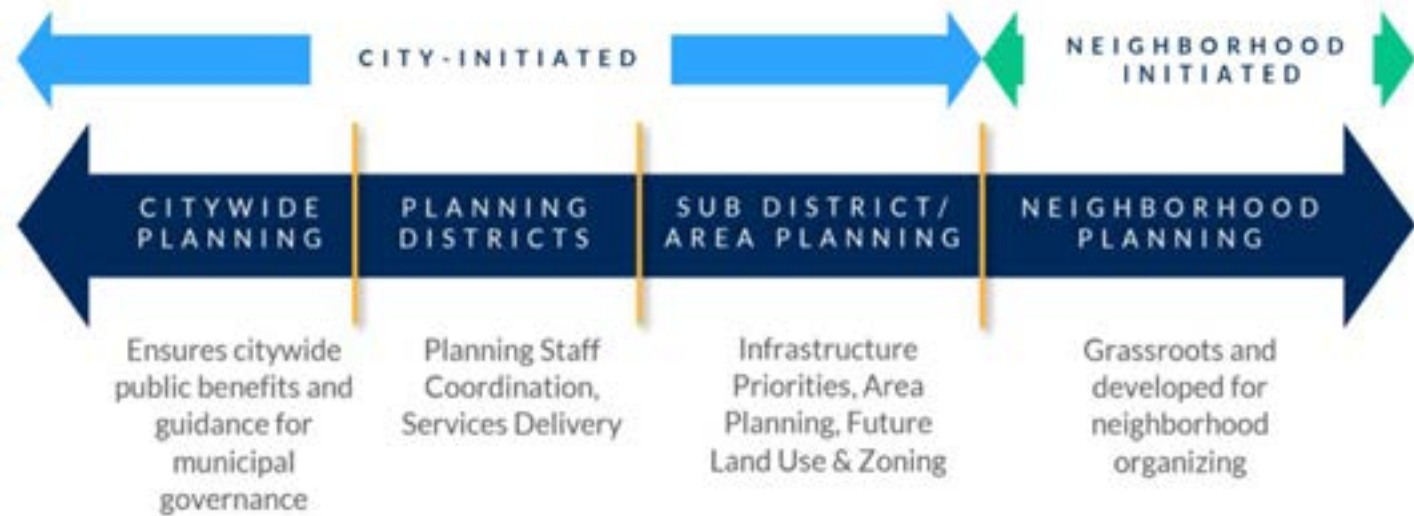 CITY-INITIATED
NEIGHBORHOOD
INITIATED
CITYWIDE
PLANNING
PLANNING
DISTRICTS
SUB DISTRICT/
AREA PLANNING
NEIGHBORHOOD
PLANNING
Ensures citywide
public benefits and
guidance for
municipal
governance
Planning Staff
Coordination,
Services Delivery
Infrastructure
Priorities, Area
Planning, Future
Land Use & Zoning
Grassroots and
developed for
neighborhood
organizing